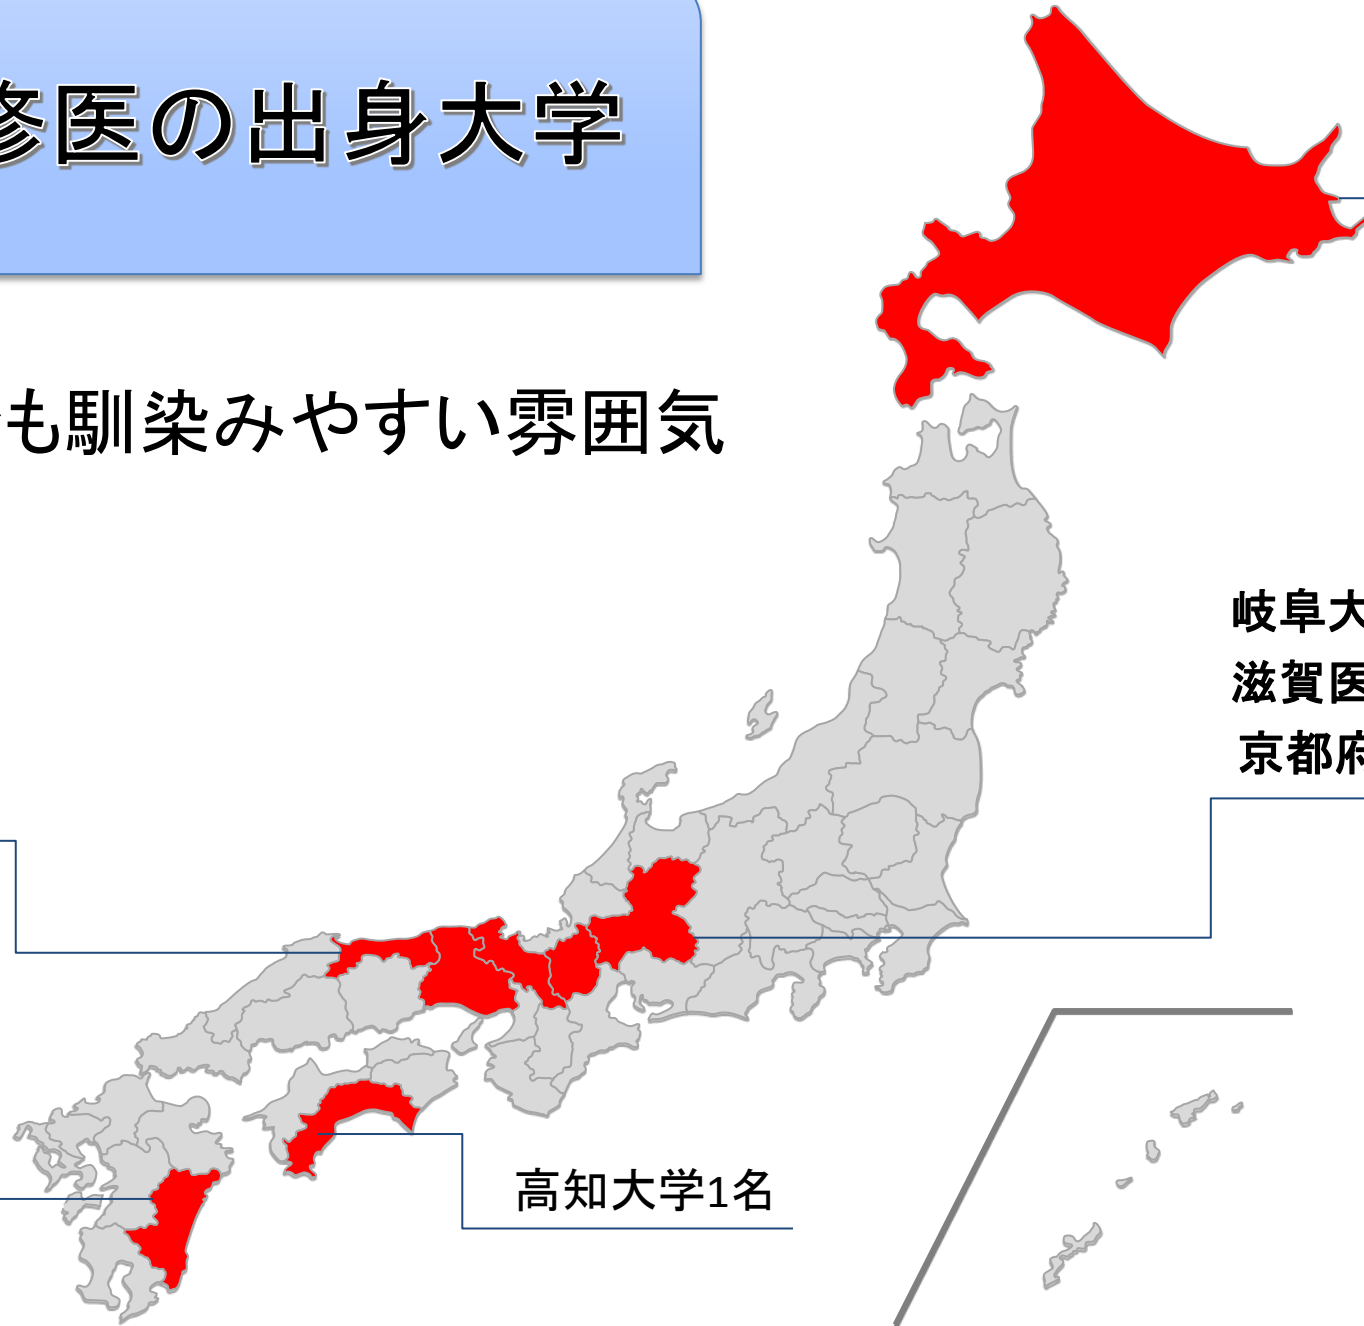 修医の出身大学
も馴染みやすい雰囲気
岐阜大
滋賀医
京都府
高知大学1名